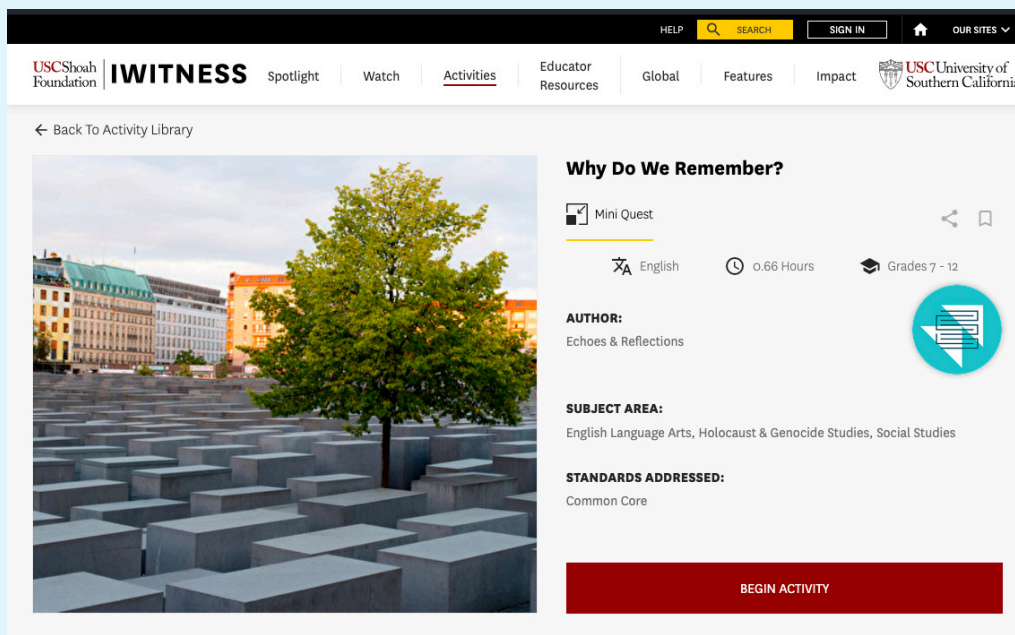 HELP SEARCH SIGN IN OUR SITES
USCShoah Foundation IWITNESS Spotlight Watch Activities Educator Resources Global Features Impact USC University of Southern California
Back To Activity Library
Why Do We Remember?
Mini Quest
English 0.66 Hours Grades 7 - 12
AUTHOR:
Echoes & Reflections
SUBJECT AREA:
English Language Arts, Holocaust & Genocide Studies, Social Studies
STANDARDS ADDRESSED:
Common Core
BEGIN ACTIVITY